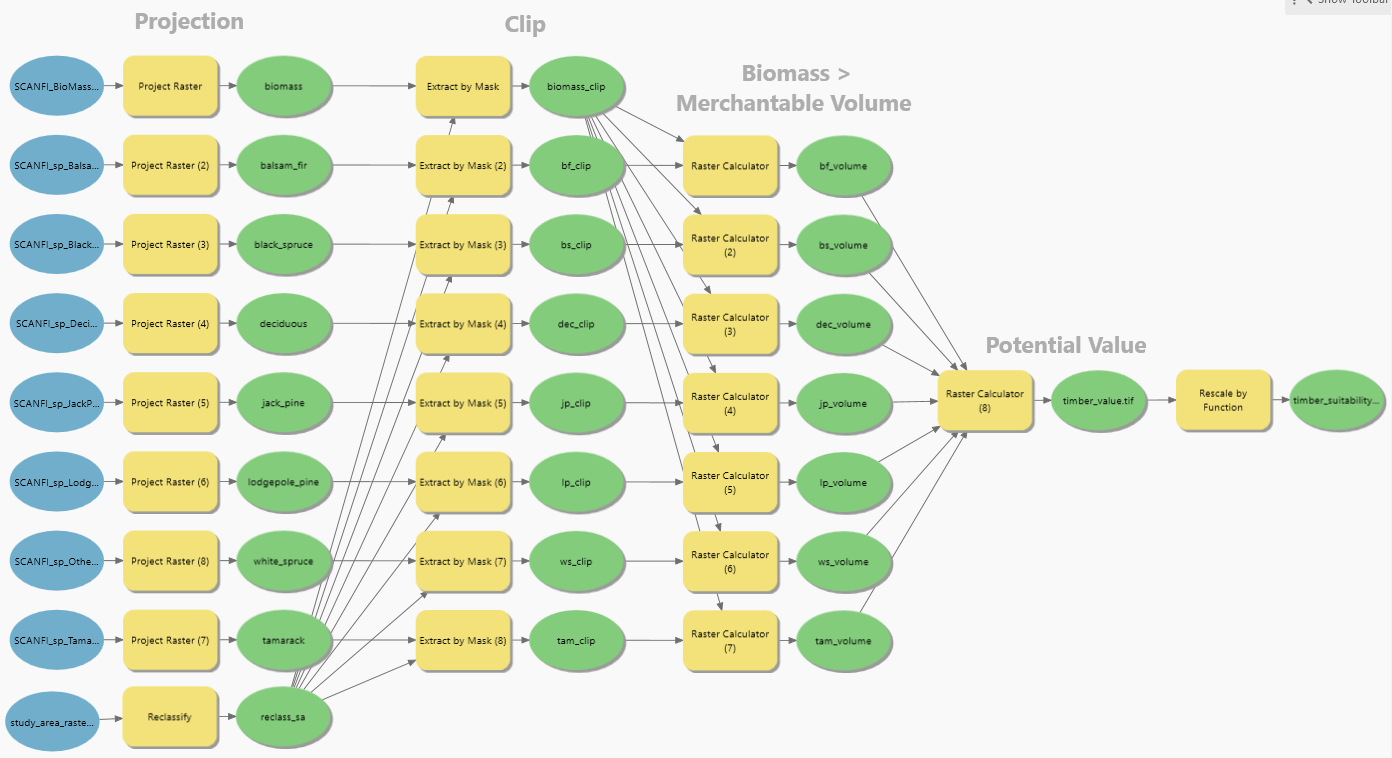 Projection
Clip
Biomass >
Merchantable Volume
Potential Value
SCANFI_BioMass...
Project Raster
biomass
Extract by Mask
biomass_clip
SCANFI_sp_Balsa...
Project Raster (2)
balsam_fir
Extract by Mask (2)
bf_clip
Raster Calculator
bf_volume
SCANFI_sp_Black...
Project Raster (3)
black_spruce
Extract by Mask (3)
bs_clip
Raster Calculator
(2)
bs_volume
SCANFI_sp_Deci...
Project Raster (4)
deciduous
Extract by Mask (4)
dec_clip
Raster Calculator
(3)
dec_volume
SCANFI_sp_JackP...
Project Raster (5)
jack_pine
Extract by Mask (5)
jp_clip
Raster Calculator
(4)
jp_volume
Raster Calculator
(8)
timber_value.tif
Rescale by
Function
timber_suitability...
SCANFI_sp_Lodg...
Project Raster (6)
lodgepole_pine
Extract by Mask (6)
lp_clip
Raster Calculator
(5)
lp_volume
SCANFI_sp_Othe...
Project Raster (8)
white_spruce
Extract by Mask (7)
ws_clip
Raster Calculator
(6)
ws_volume
SCANFI_sp_Tama...
Project Raster (7)
tamarack
Extract by Mask (8)
tam_clip
Raster Calculator
(7)
tam_volume
study_area_raste...
Reclassify
reclass_sa